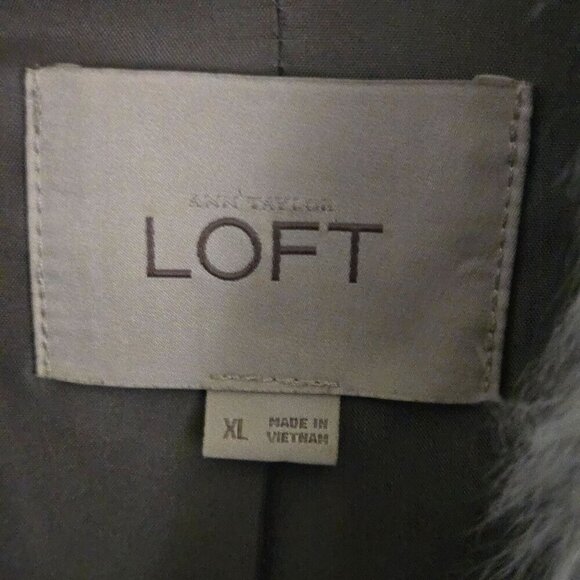 ANN TAYLOR
LOFT
XL
MADE IN
VIETNAM